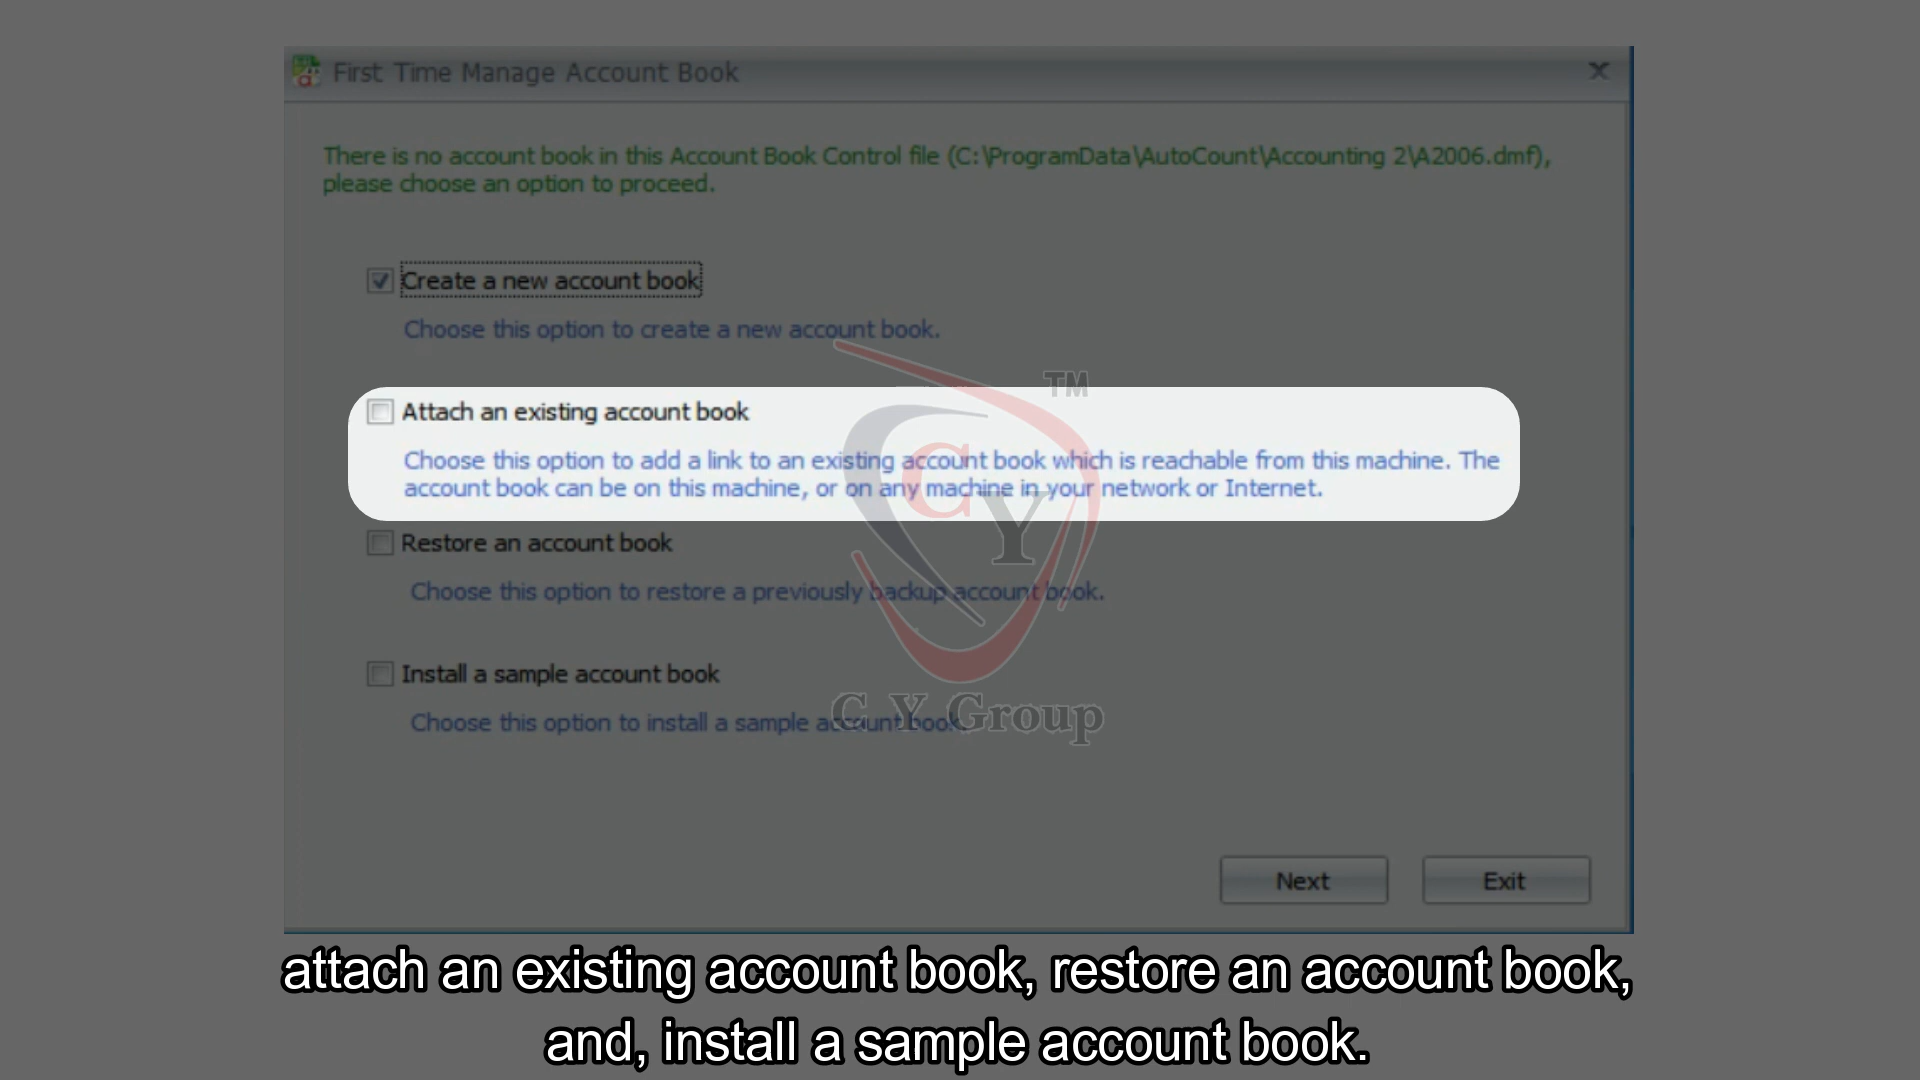 First Time Manage Account Book
There is no account book in this Account Book Control file (C:\ProgramData\AutoCount\Accounting 2\A2006.dmf),
please choose an option to proceed.
Create a new account book
Choose this option to create a new account book.
TM
Attach an existing account book
Choose this option to add a link to an existing account book which is reachable from this machine. The
account book can be on this machine, or on any machine in your network or Internet.
CY
Restore an account book
Choose this option to restore a previously backup account book.
Install a sample account book
Choose this option to install a sample account book.
C Y Group
Next
Exit
attach an existing account book, restore an account book,
and, install a sample account book.